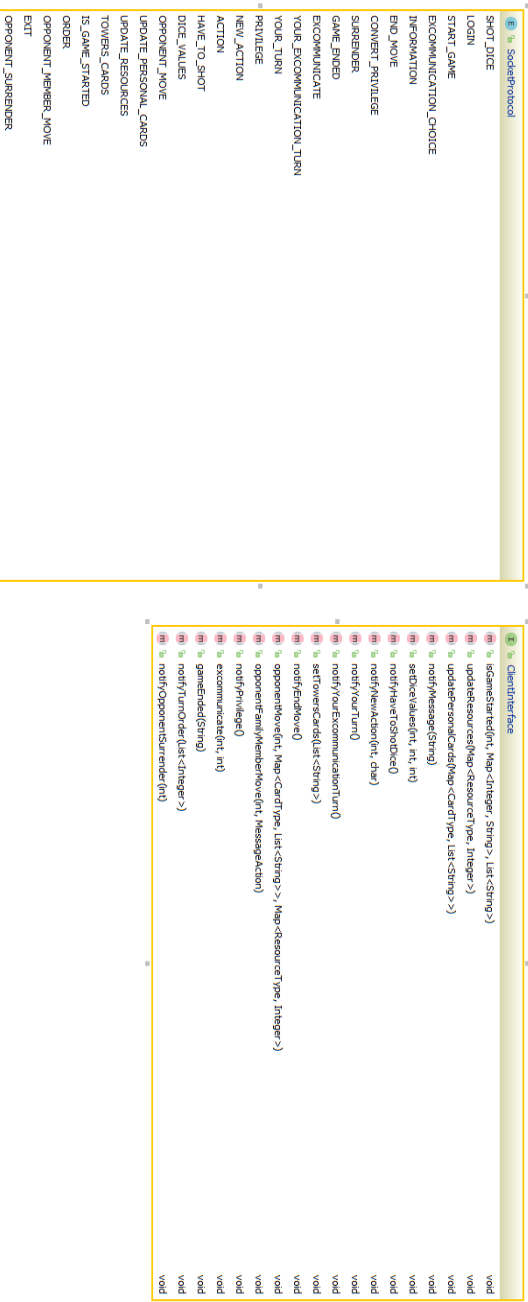 SocketProtocol
SHOT_DICE
LOGIN
START_GAME
EXCOMMUNICATION_CHOICE
INFORMATION
END_MOVE
CONVERT_PRIVILEGE
SURRENDER
GAME_ENDED
EXCOMMUNICATE
YOUR_EXCOMMUNICATION_TURN
YOUR_TURN
PRIVILEGE
NEW_ACTION
ACTION
HAVE_TO_SHOT
DICE_VALUES
OPPONENT_MOVE
UPDATE_PERSONAL_CARDS
UPDATE_RESOURCES
TOWERS_CARDS
IS_GAME_STARTED
ORDER
OPPONENT_MEMBER_MOVE
EXIT
OPPONENT_SURRENDER
ClientInterface
isGameStarted(int, Map<Integer, String>, List<String>) void
updateResources(Map<ResourceType, Integer>) void
updatePersonalCards(Map<CardType, List<String>>) void
notifyMessage(String) void
setDiceValues(int, int, int) void
notifyHaveToShotDice() void
notifyNewAction(int, char) void
notifyYourTurn() void
notifyYourExcommunicationTurn() void
setTowersCards(List<String>) void
notifyEndMove() void
opponentMove(int, Map<CardType, List<String>>, Map<ResourceType, Integer>) void
opponentFamilyMemberMove(int, MessageAction) void
notifyPrivilege() void
excommunicate(int, int) void
gameEnded(String) void
notifyTurnOrder(List<Integer>) void
notifyOpponentSurrender(int) void